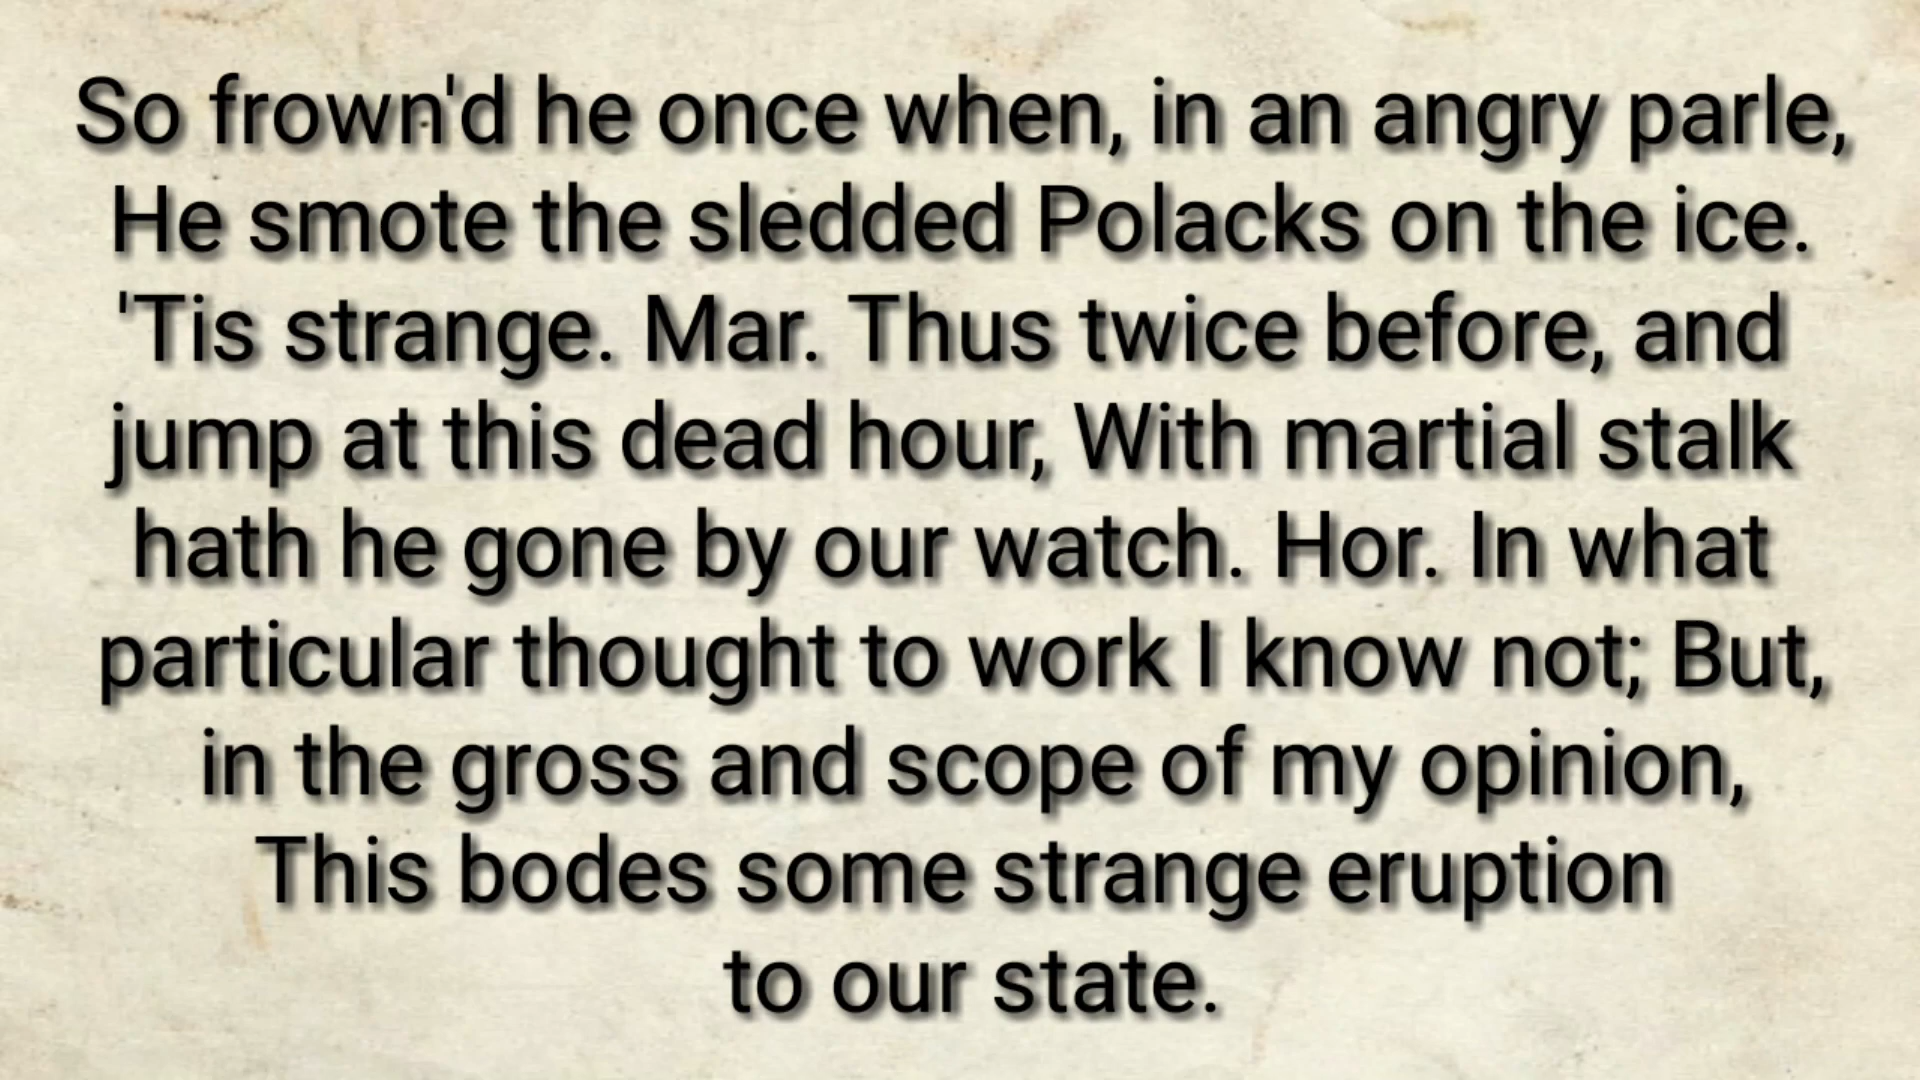 So frown'd he once when, in an angry parle,
He smote the sledded Polacks on the ice.
'Tis strange. Mar. Thus twice before, and
jump at this dead hour, With martial stalk
hath he gone by our watch. Hor. In what
particular thought to work I know not; But,
in the gross and scope of my opinion,
This bodes some strange eruption
to our state.